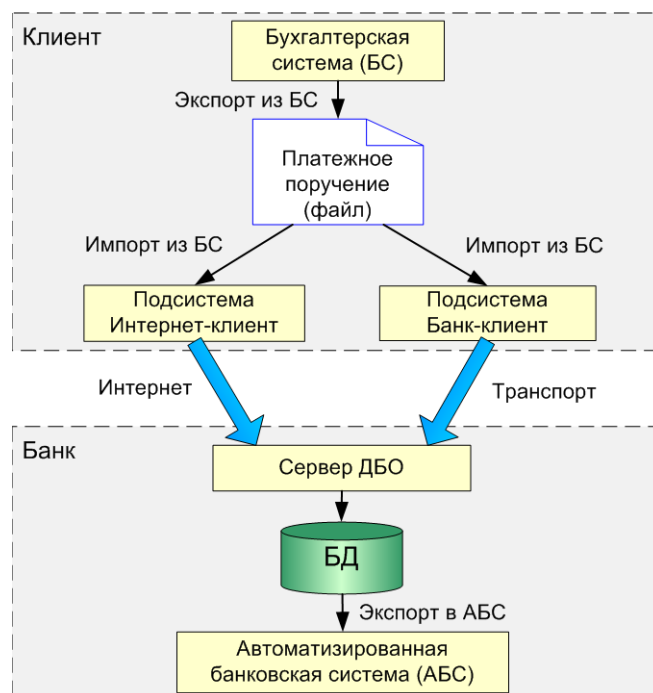 Клиент
Бухгалтерская
система (БС)
Экспорт из БС
Платежное
поручение
(файл)
Импорт из БС
Импорт из БС
Подсистема
Интернет-клиент
Подсистема
Банк-клиент
Интернет
Транспорт
Банк
Сервер ДБО
БД
Экспорт в АБС
Автоматизированная
банковская система (АБС)